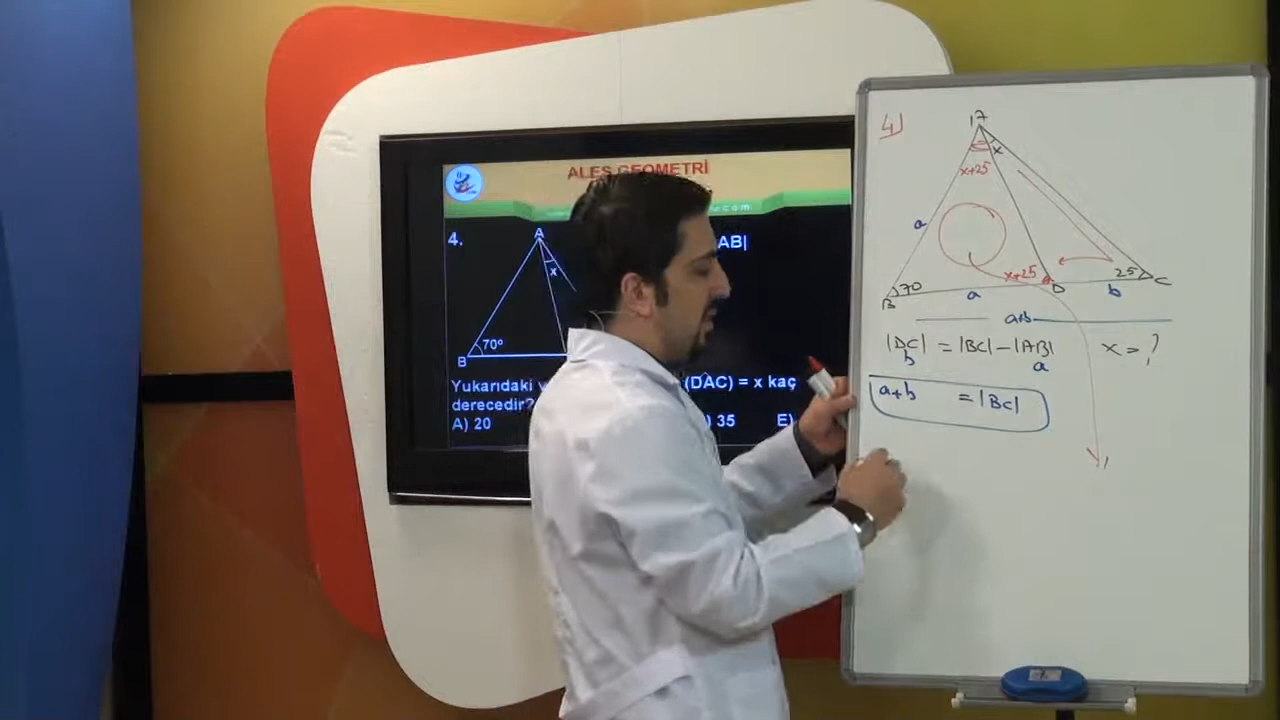 ALES GEOMETRİ
com
4.
A
AB|
x
70°
B
Yukarıdaki
(DAC) = x kaç
derecedir?
A) 20
) 35
E)
4)
A
x
x+25
a
x+25
25
C
70
B
a
D
b
a+b
|DC| = |BC| - |AB|
x = ?
b
a
a+b = |BC|